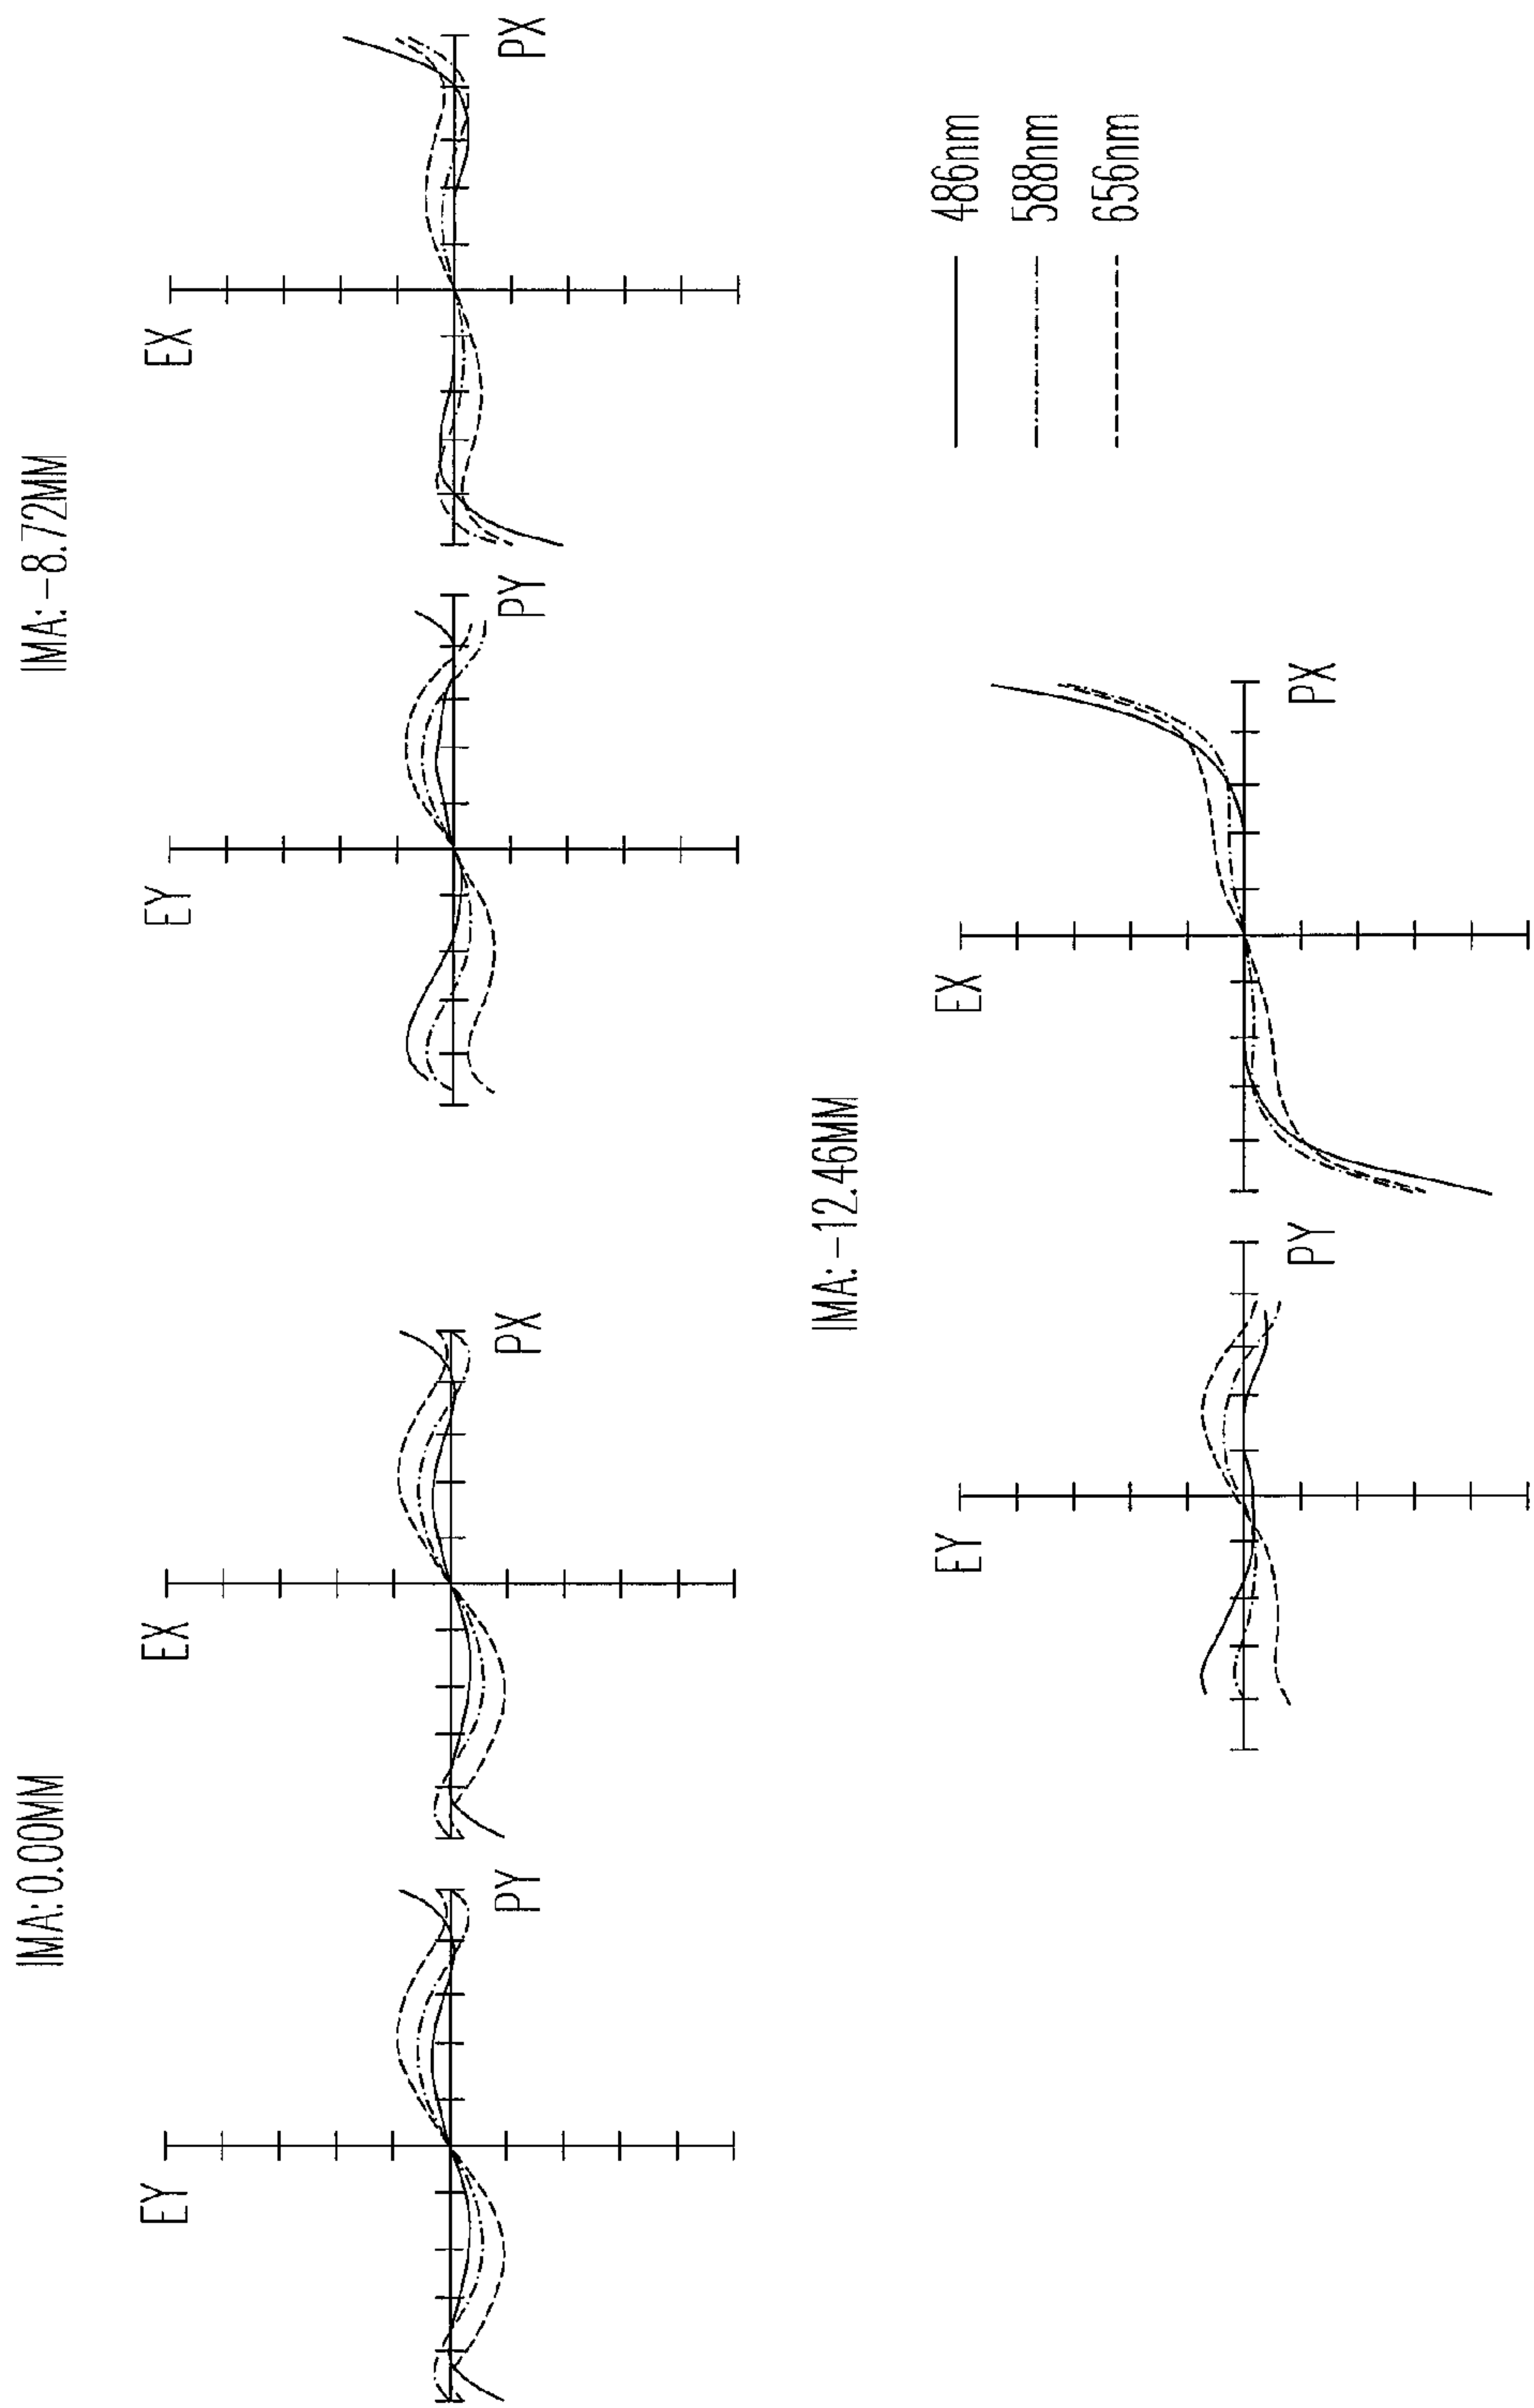 IMA: 0.00MM
EY
PY
EX
PX
IMA: -8.72MM
EY
PY
EX
PX
IMA: -12.46MM
EY
PY
EX
PX
486nm
588nm
656nm